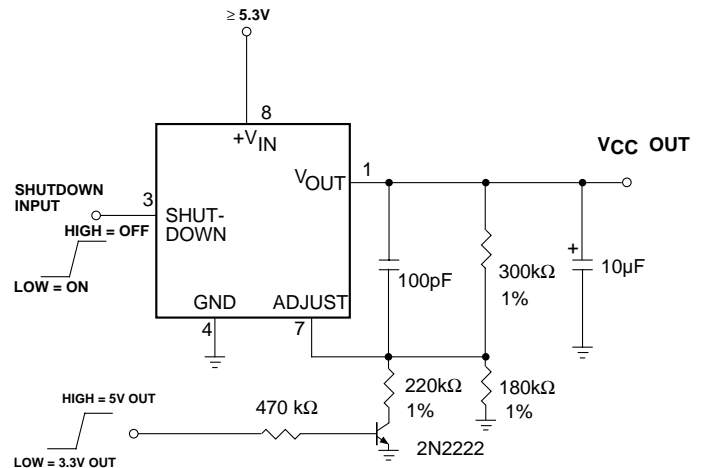 ≥ 5.3V
8
+VIN
VCC OUT
VOUT
1
SHUTDOWN
INPUT
3
SHUT-
DOWN
HIGH = OFF
LOW = ON
100pF
300kΩ
1%
+
10µF
GND
ADJUST
4
7
220kΩ
1%
180kΩ
1%
HIGH = 5V OUT
470 kΩ
2N2222
LOW = 3.3V OUT